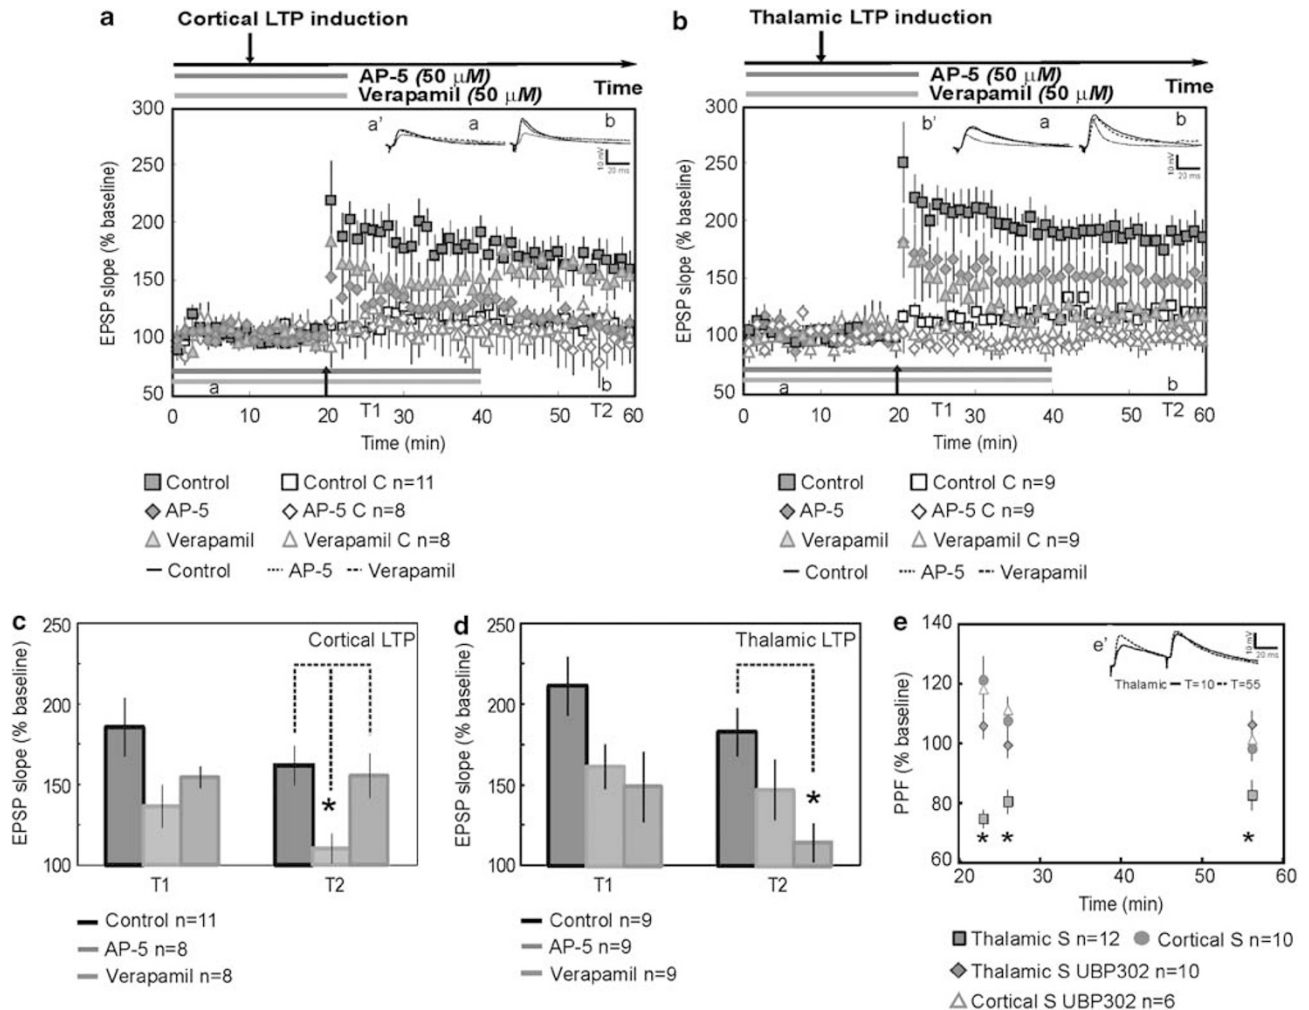 a
Cortical LTP induction
AP-5 (50 μM)
Verapamil (50 μM)
Time
300
250
200
150
100
50
EPSP slope (% baseline)
a'
a
b
10 mV
20 ms
a
b
0
10
20
T1
30
40
50
T2
60
Time (min)
Control
Control C n=11
AP-5
AP-5 C n=8
Verapamil
Verapamil C n=8
Control
AP-5
Verapamil
b
Thalamic LTP induction
AP-5 (50 μM)
Verapamil (50 μM)
Time
300
250
200
150
100
50
EPSP slope (% baseline)
b'
a
b
10 mV
20 ms
a
b
0
10
20
T1
30
40
50
T2
60
Time (min)
Control
Control C n=9
AP-5
AP-5 C n=9
Verapamil
Verapamil C n=9
Control
AP-5
Verapamil
c
250
200
150
100
EPSP slope (% baseline)
Cortical LTP
*
T1
T2
Control n=11
AP-5 n=8
Verapamil n=8
d
250
200
150
100
EPSP slope (% baseline)
Thalamic LTP
*
T1
T2
Control n=9
AP-5 n=9
Verapamil n=9
e
140
120
100
80
60
PPF (% baseline)
e'
10 mV
20 ms
Thalamic T=10 T=55
* * *
20
30
40
50
60
Time (min)
Thalamic S n=12
Cortical S n=10
Thalamic S UBP302 n=10
Cortical S UBP302 n=6